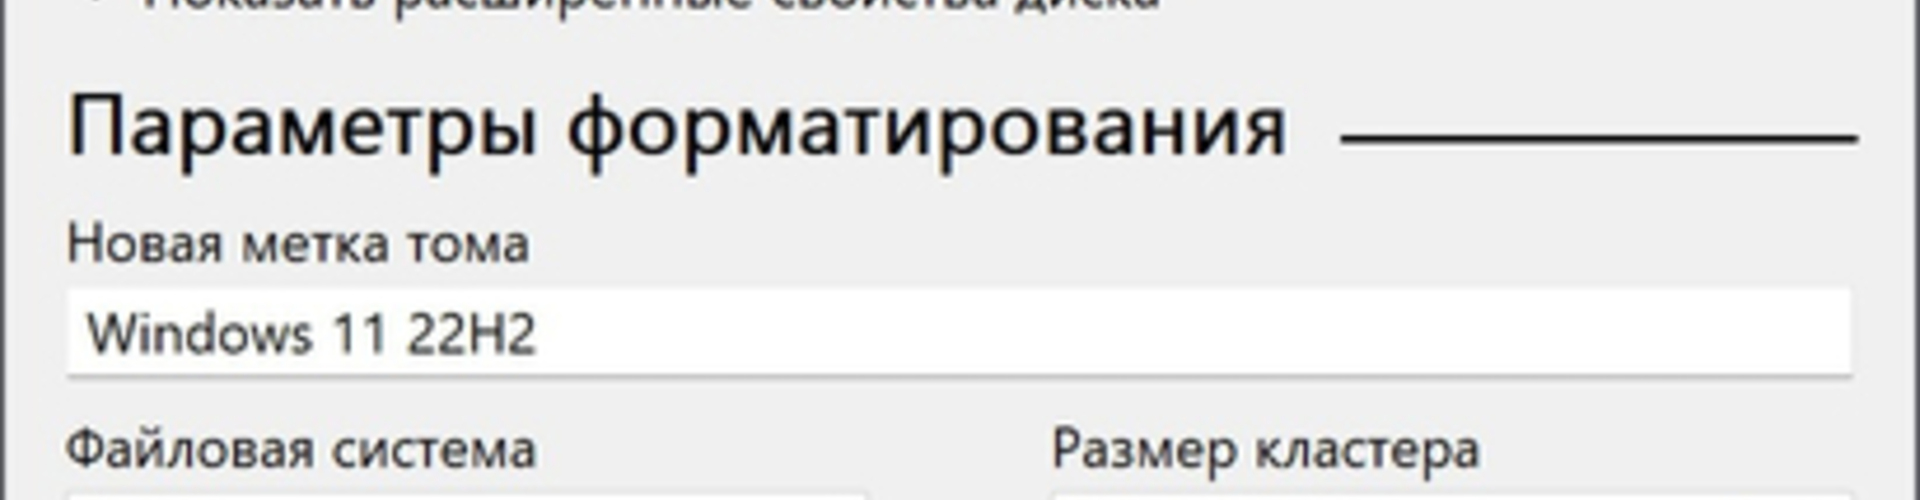 Показать расширенные свойства диска
Параметры форматирования
Новая метка тома
Windows 11 22H2
Файловая система
Размер кластера